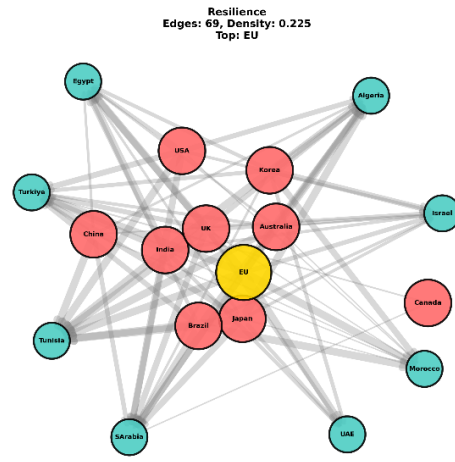 Resilience
Edges: 69, Density: 0.225
Top: EU
Egypt
Algeria
USA
Korea
Turkiye
Israel
China
UK
Australia
India
EU
Canada
Brazil
Japan
Tunisia
Morocco
SArabia
UAE